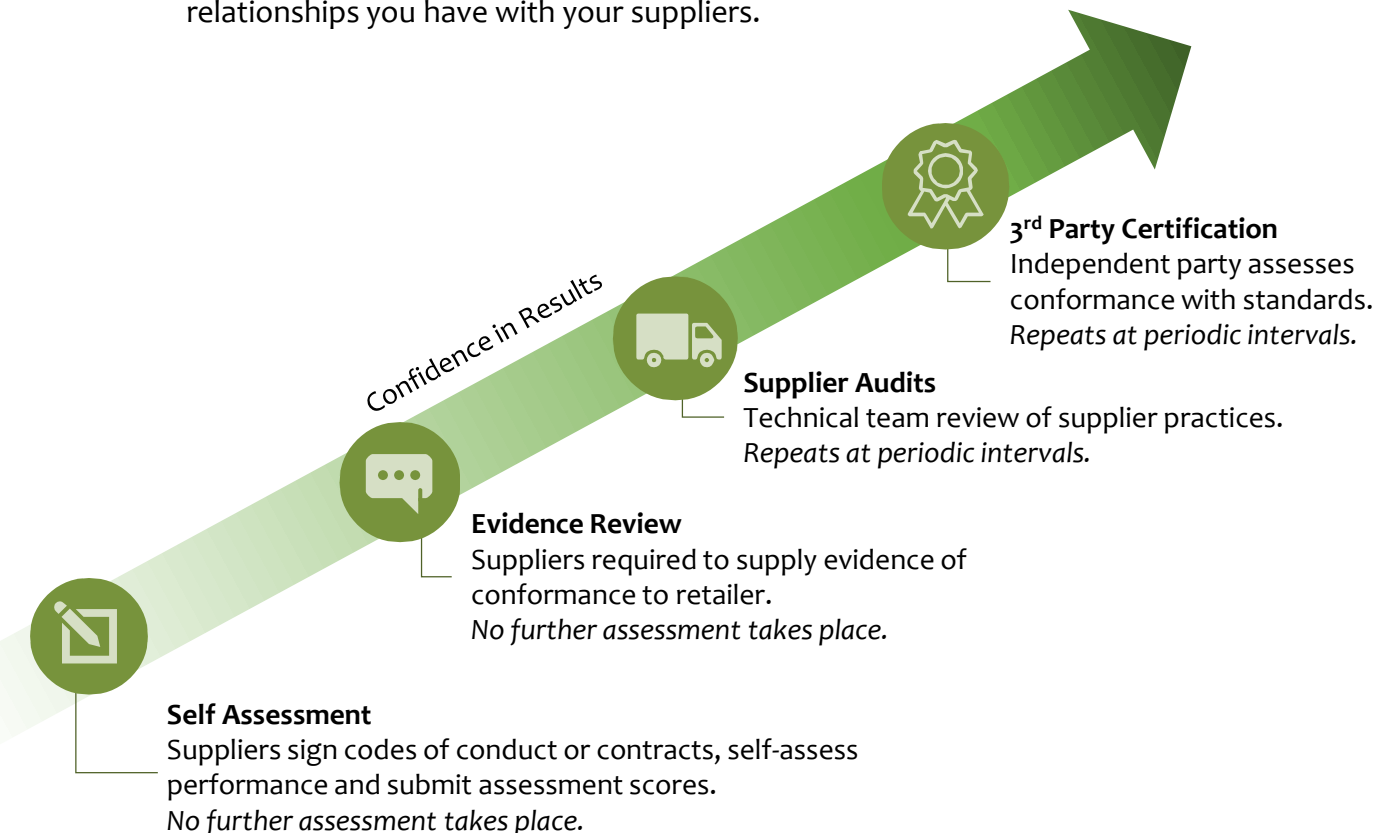 relationships you have with your suppliers.
Confidence in Results
3rd Party Certification
Independent party assesses
conformance with standards.
Repeats at periodic intervals.
Supplier Audits
Technical team review of supplier practices.
Repeats at periodic intervals.
Evidence Review
Suppliers required to supply evidence of
conformance to retailer.
No further assessment takes place.
Self Assessment
Suppliers sign codes of conduct or contracts, self-assess
performance and submit assessment scores.
No further assessment takes place.